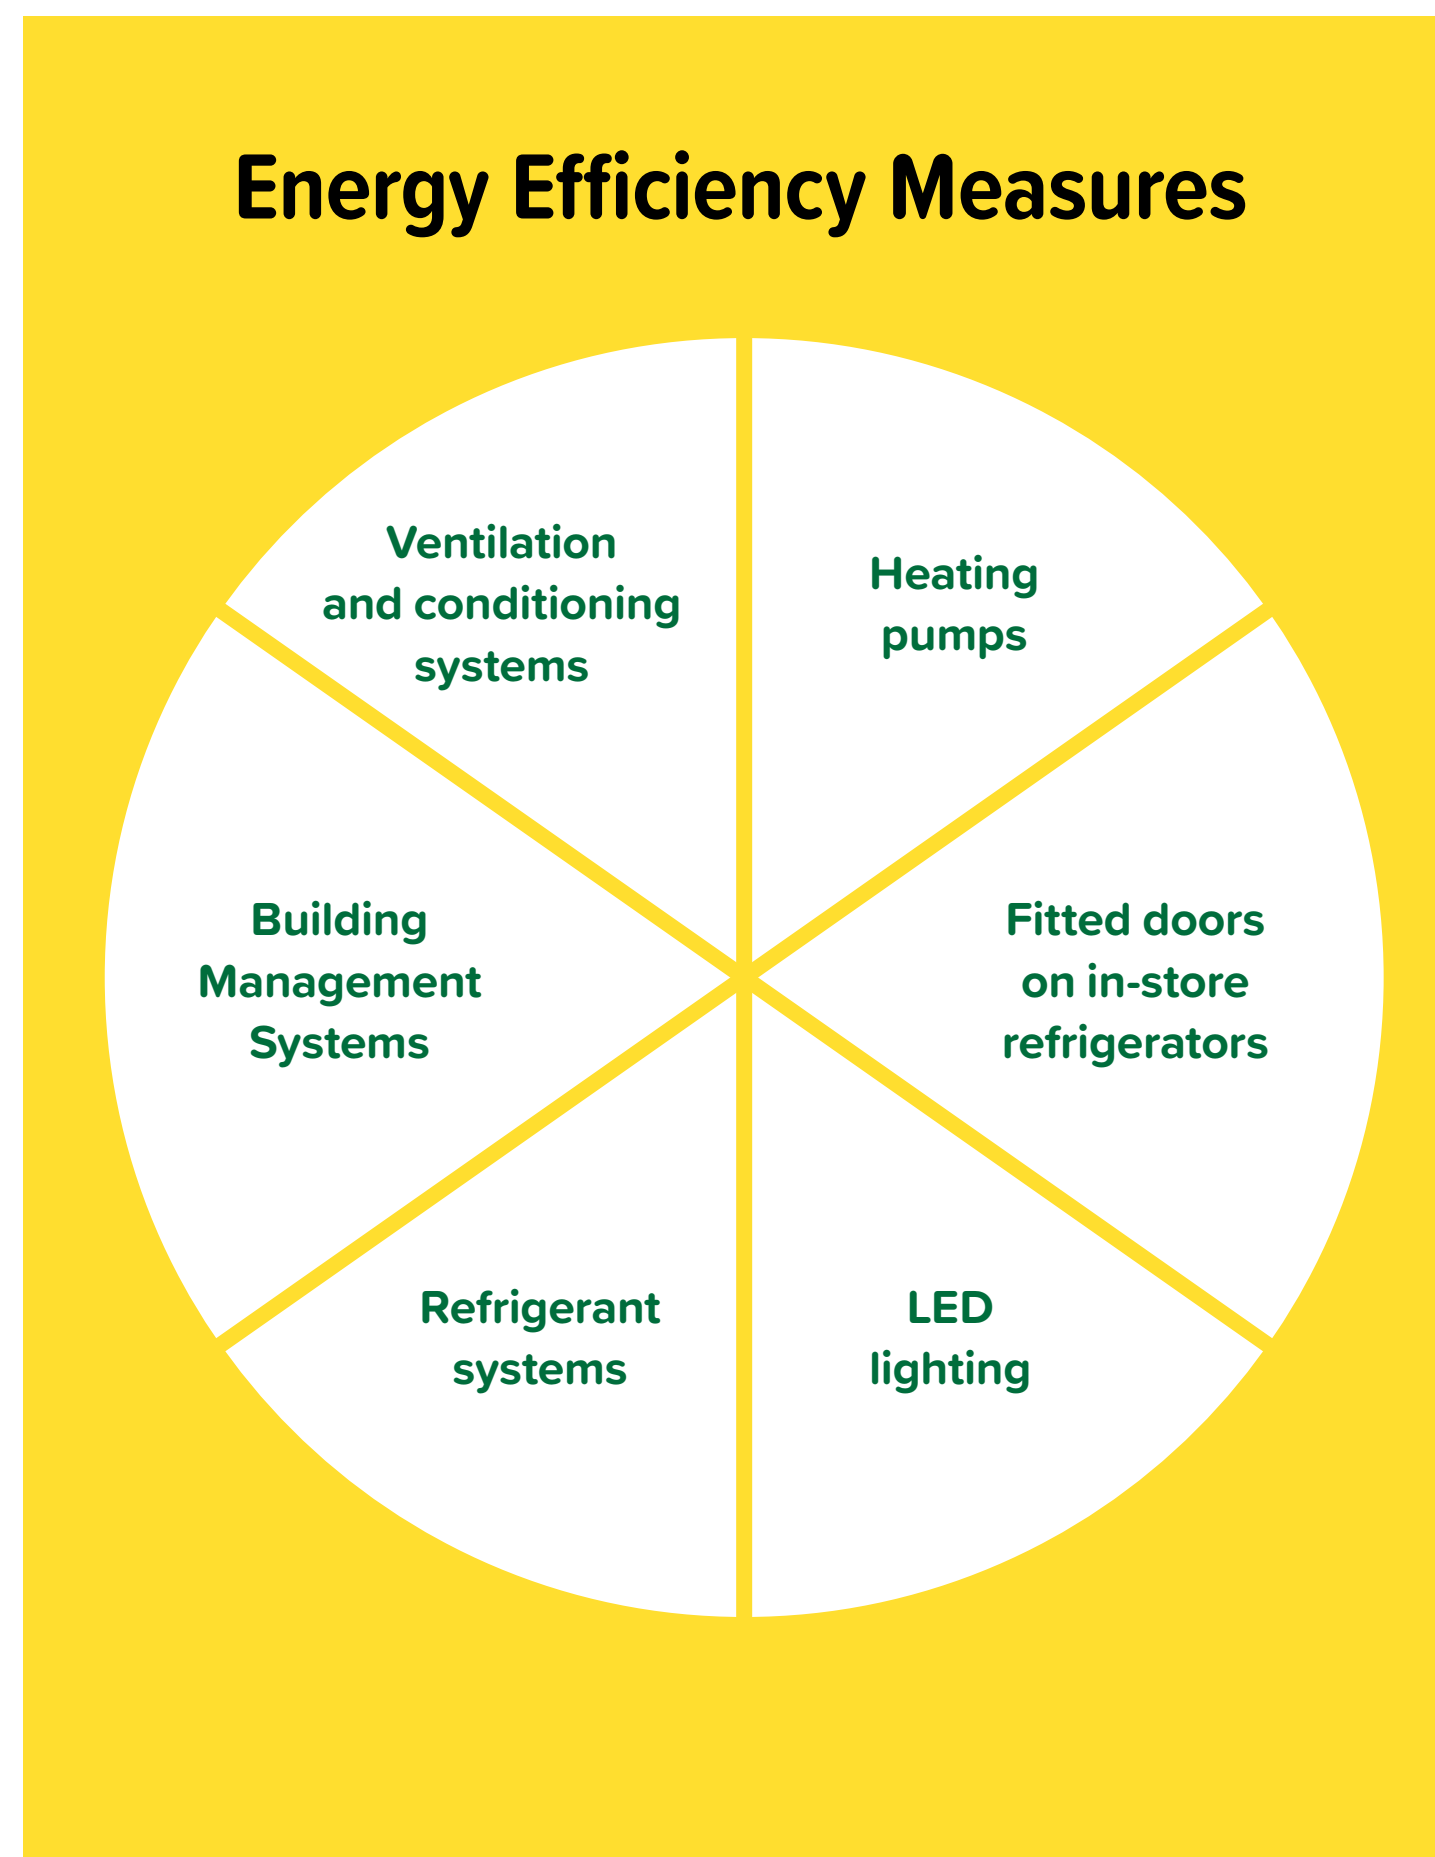 Energy Efficiency Measures
Ventilation
and conditioning
systems
Heating
pumps
Building
Management
Systems
Fitted doors
on in-store
refrigerators
Refrigerant
systems
LED
lighting